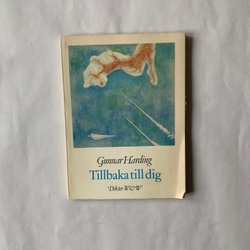 Gunnar Harding
Tillbaka till dig
Dikter W&W